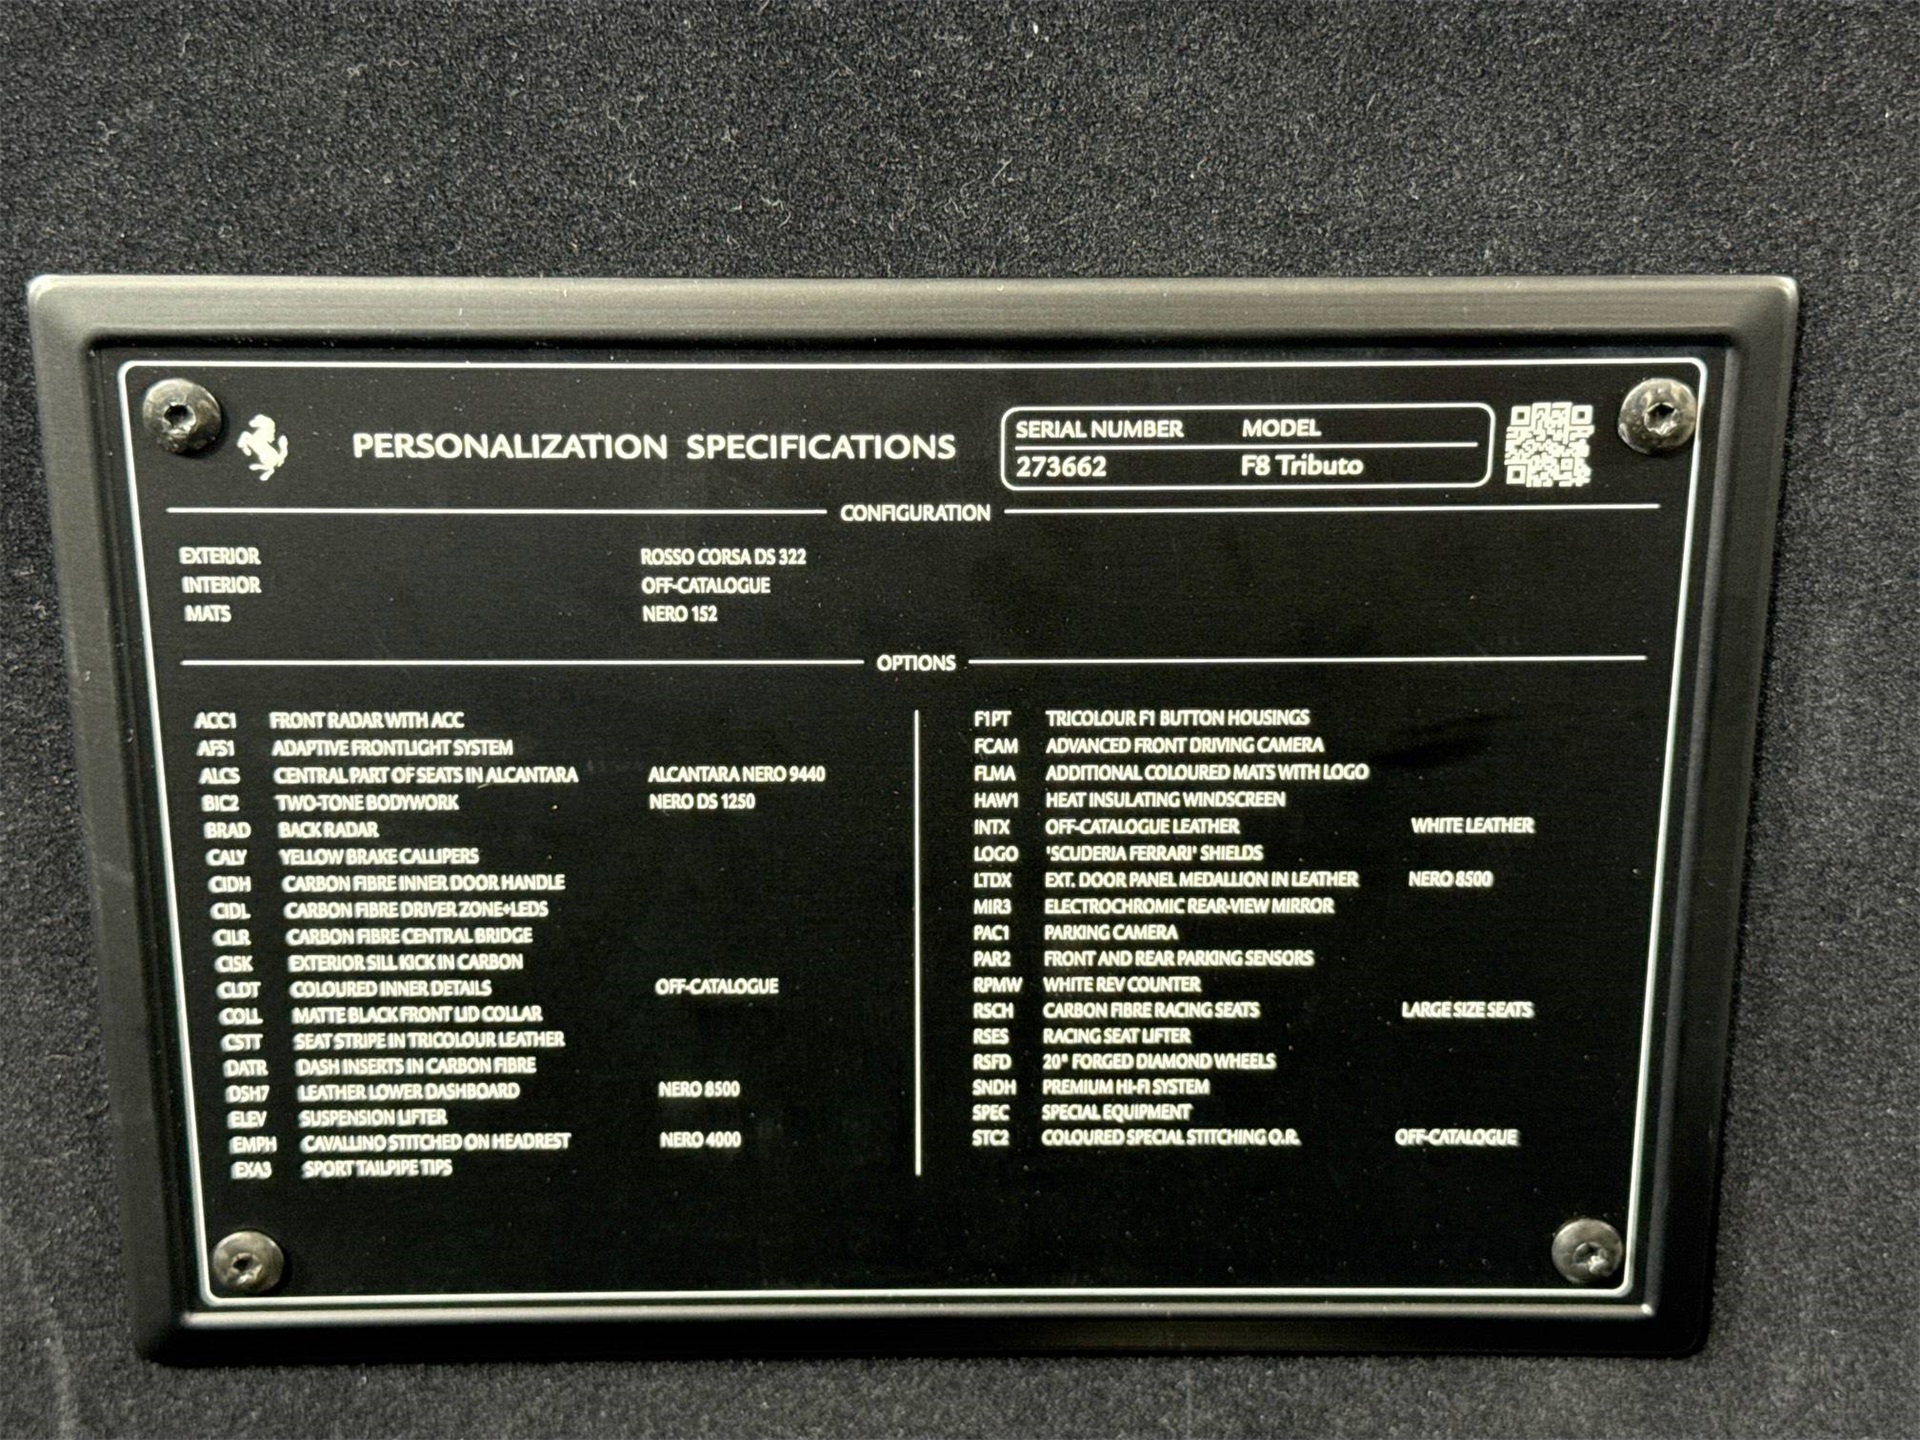 PERSONALIZATION SPECIFICATIONS
SERIAL NUMBER MODEL
273662 F8 Tributo
CONFIGURATION
EXTERIOR ROSSO CORSA DS 322
INTERIOR OFF-CATALOGUE
MATS NERO 152
OPTIONS
ACC1 FRONT RADAR WITH ACC
AFS1 ADAPTIVE FRONTLIGHT SYSTEM
ALCS CENTRAL PART OF SEATS IN ALCANTARA ALCANTARA NERO 9440
BIC2 TWO-TONE BODYWORK NERO DS 1250
BRAD BACK RADAR
CALY YELLOW BRAKE CALLIPERS
CIDH CARBON FIBRE INNER DOOR HANDLE
CIDL CARBON FIBRE DRIVER ZONE+LEDS
CILR CARBON FIBRE CENTRAL BRIDGE
CISK EXTERIOR SILL KICK IN CARBON
CLDT COLOURED INNER DETAILS OFF-CATALOGUE
COLL MATTE BLACK FRONT LID COLLAR
CSTT SEAT STRIPE IN TRICOLOUR LEATHER
DATR DASH INSERTS IN CARBON FIBRE
DSH7 LEATHER LOWER DASHBOARD NERO 8500
ELEV SUSPENSION LIFTER
EMPH CAVALLINO STITCHED ON HEADREST NERO 4000
EXA3 SPORT TAILPIPE TIPS
F1PT TRICOLOUR F1 BUTTON HOUSINGS
FCAM ADVANCED FRONT DRIVING CAMERA
FLMA ADDITIONAL COLOURED MATS WITH LOGO
HAW1 HEAT INSULATING WINDSCREEN
INTX OFF-CATALOGUE LEATHER WHITE LEATHER
LOGO 'SCUDERIA FERRARI' SHIELDS
LTDX EXT. DOOR PANEL MEDALLION IN LEATHER NERO 8500
MIR3 ELECTROCHROMIC REAR-VIEW MIRROR
PAC1 PARKING CAMERA
PAR2 FRONT AND REAR PARKING SENSORS
RPMW WHITE REV COUNTER
RSCH CARBON FIBRE RACING SEATS LARGE SIZE SEATS
RSES RACING SEAT LIFTER
RSFD 20" FORGED DIAMOND WHEELS
SNDH PREMIUM HI-FI SYSTEM
SPEC SPECIAL EQUIPMENT
STC2 COLOURED SPECIAL STITCHING O.R. OFF-CATALOGUE